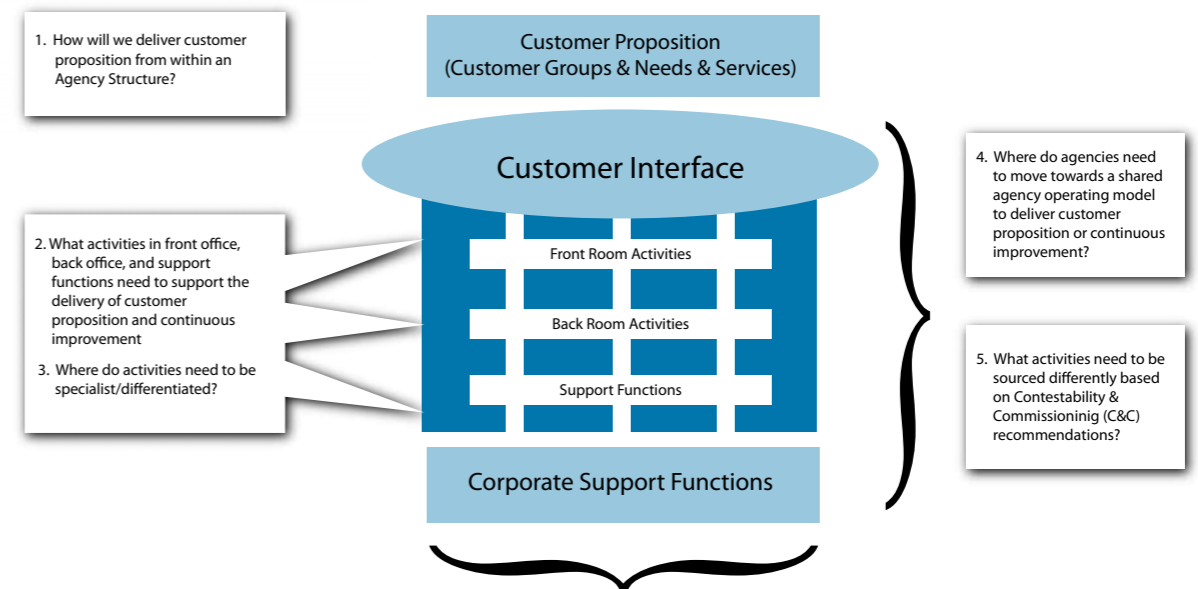 1. How will we deliver customer
proposition from within an
Agency Structure?
Customer Proposition
(Customer Groups & Needs & Services)
Customer Interface
2. What activities in front office,
back office, and support
functions need to support the
delivery of customer
proposition and continuous
improvement
3. Where do activities need to be
specialist/differentiated?
Front Room Activities
Back Room Activities
Support Functions
Corporate Support Functions
4. Where do agencies need
to move towards a shared
agency operating model
to deliver customer
proposition or continuous
improvement?
5. What activities need to be
sourced differently based
on Contestability &
Commissioninig (C&C)
recommendations?